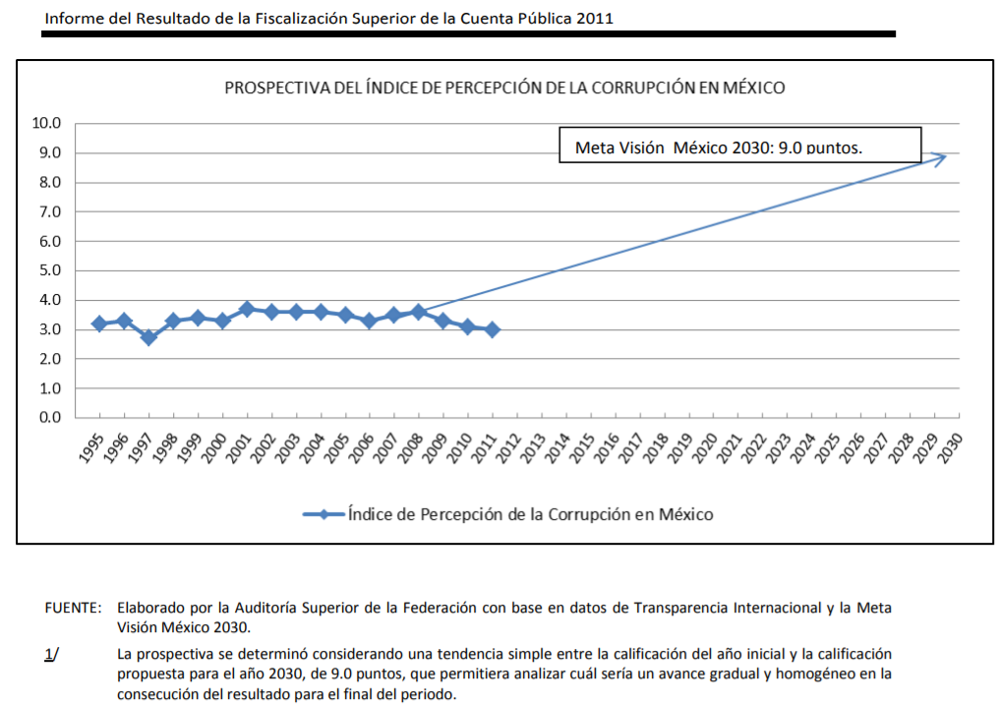 Informe del Resultado de la Fiscalización Superior de la Cuenta Pública 2011
PROSPECTIVA DEL ÍNDICE DE PERCEPCIÓN DE LA CORRUPCIÓN EN MÉXICO
10.0
9.0
8.0
7.0
6.0
5.0
4.0
3.0
2.0
1.0
0.0
Meta Visión México 2030: 9.0 puntos.
1995 1996 1997 1998 1999 2000 2001 2002 2003 2004 2005 2006 2007 2008 2009 2010 2011 2012 2013 2014 2015 2016 2017 2018 2019 2020 2021 2022 2023 2024 2025 2026 2027 2028 2029 2030
Índice de Percepción de la Corrupción en México
FUENTE: Elaborado por la Auditoría Superior de la Federación con base en datos de Transparencia Internacional y la Meta
Visión México 2030.
1/ La prospectiva se determinó considerando una tendencia simple entre la calificación del año inicial y la calificación
propuesta para el año 2030, de 9.0 puntos, que permitiera analizar cuál sería un avance gradual y homogéneo en la
consecución del resultado para el final del periodo.